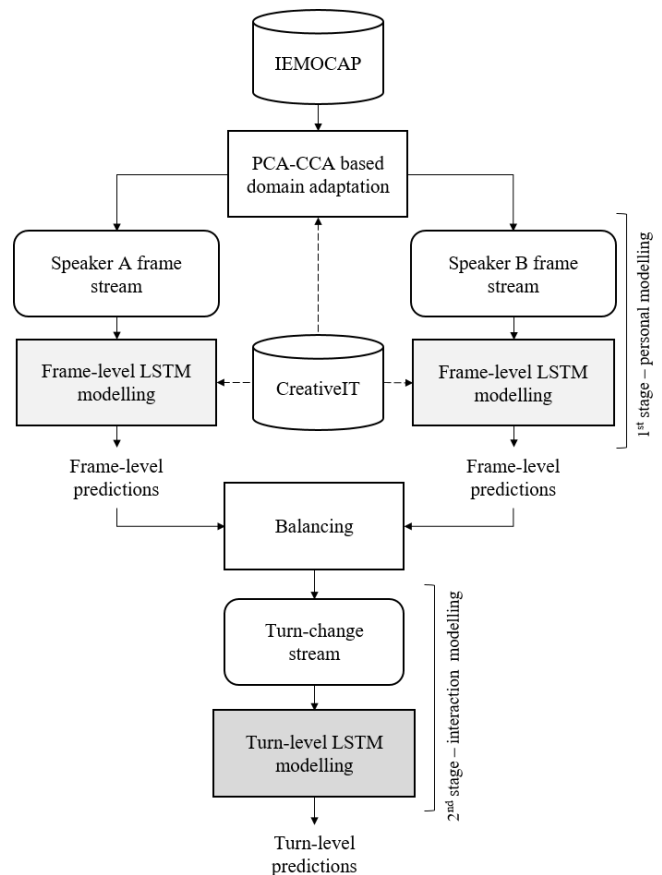 IEMOCAP
PCA-CCA based
domain adaptation
Speaker A frame
stream
Speaker B frame
stream
Frame-level LSTM
modelling
CreativeIT
Frame-level LSTM
modelling
1st stage – personal modelling
Frame-level
predictions
Frame-level
predictions
Balancing
Turn-change
stream
Turn-level LSTM
modelling
2nd stage – interaction modelling
Turn-level
predictions